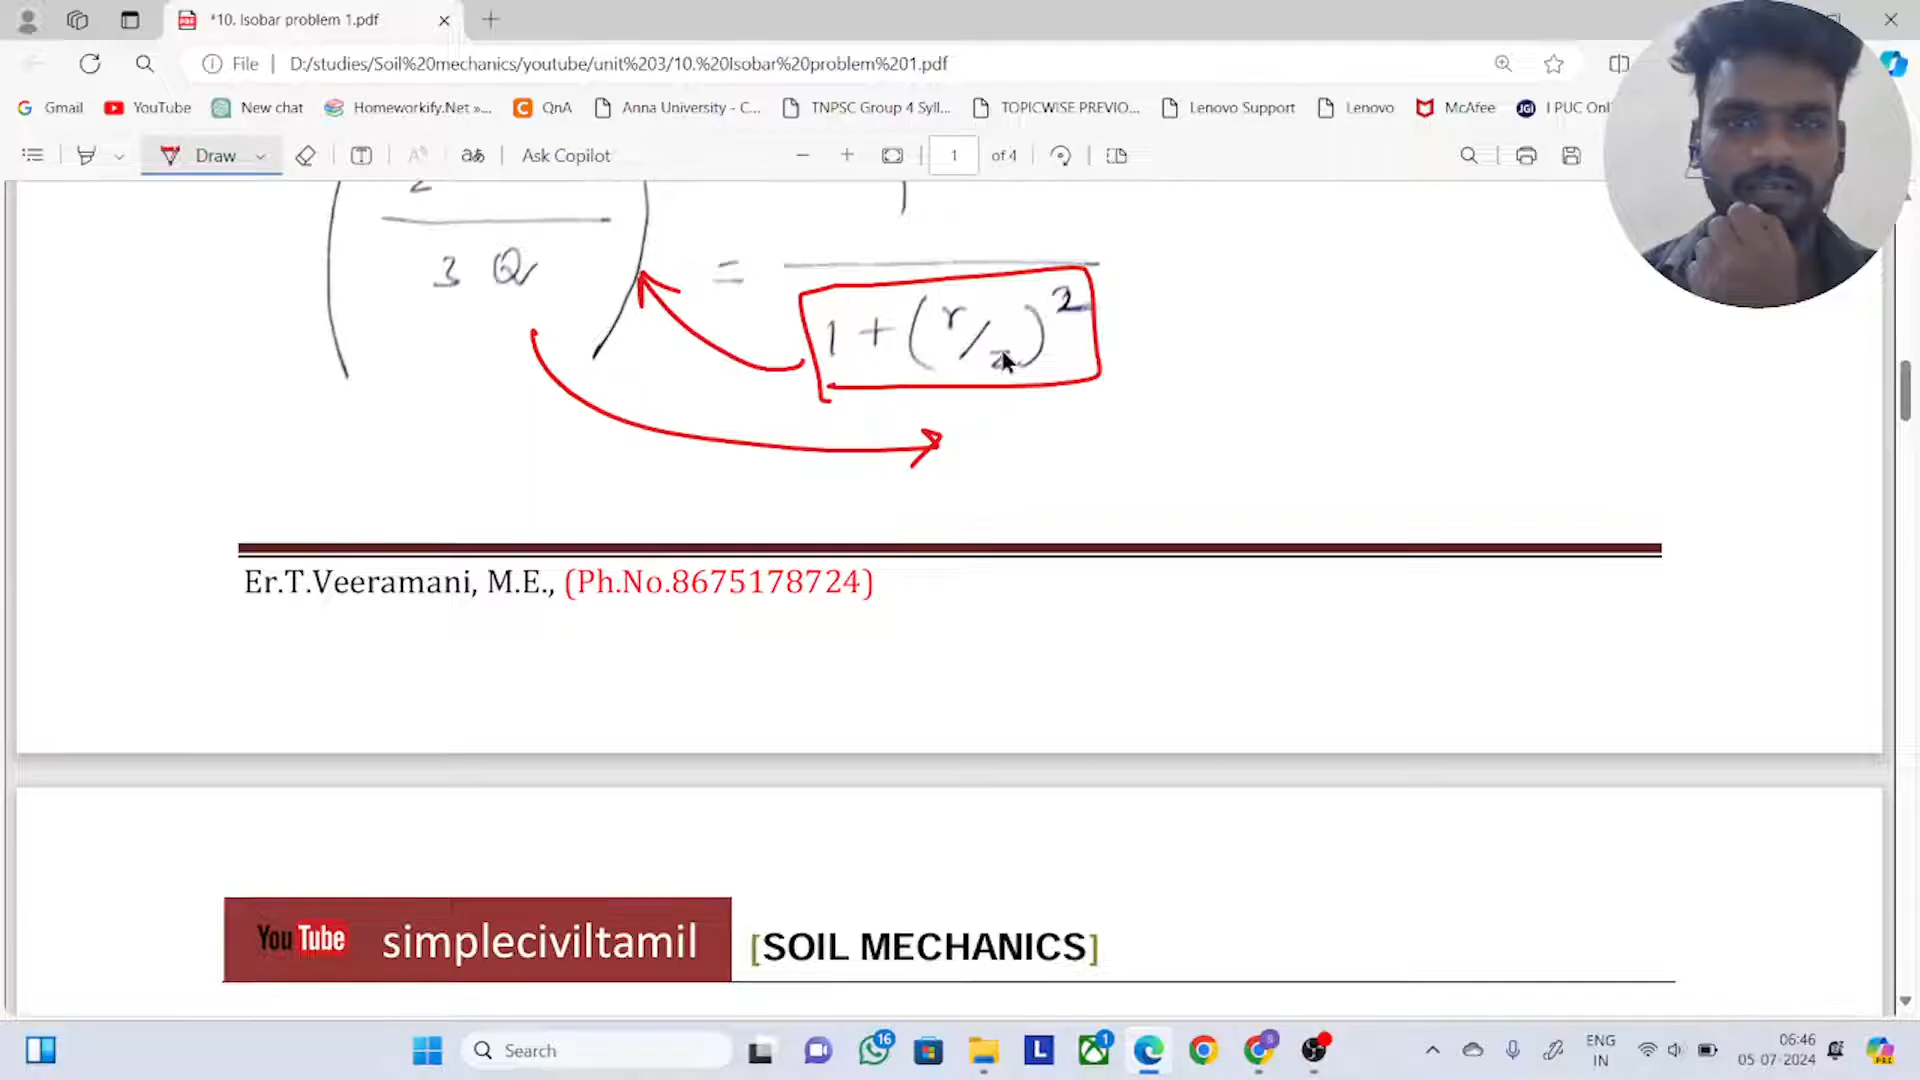 *10. Isobar problem 1.pdf
File
D:/studies/Soil%20mechanics/youtube/unit%203/10.%20Isobar%20problem%201.pdf
Gmail
YouTube
New chat
Homeworkify.Net »...
QnA
Anna University - C...
TNPSC Group 4 Syll...
TOPICWISE PREVIO...
Lenovo Support
Lenovo
McAfee
I PUC Onl
Draw
Ask Copilot
1
of 4
3 Q
=
1 + (r/z)²
Er.T.Veeramani, M.E., (Ph.No.8675178724)
YouTube
simpleciviltamil
[SOIL MECHANICS]
Search
16
1
ENG
IN
06:46
05-07-2024